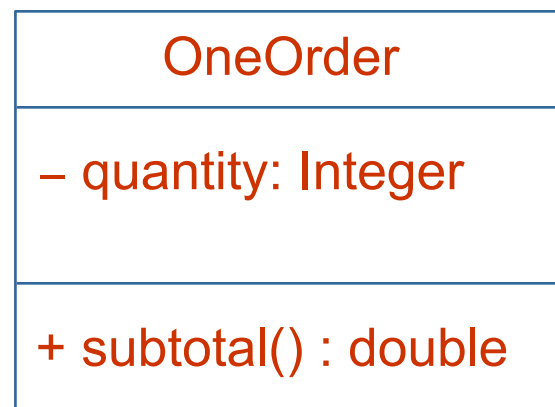 OneOrder
– quantity: Integer
+ subtotal() : double